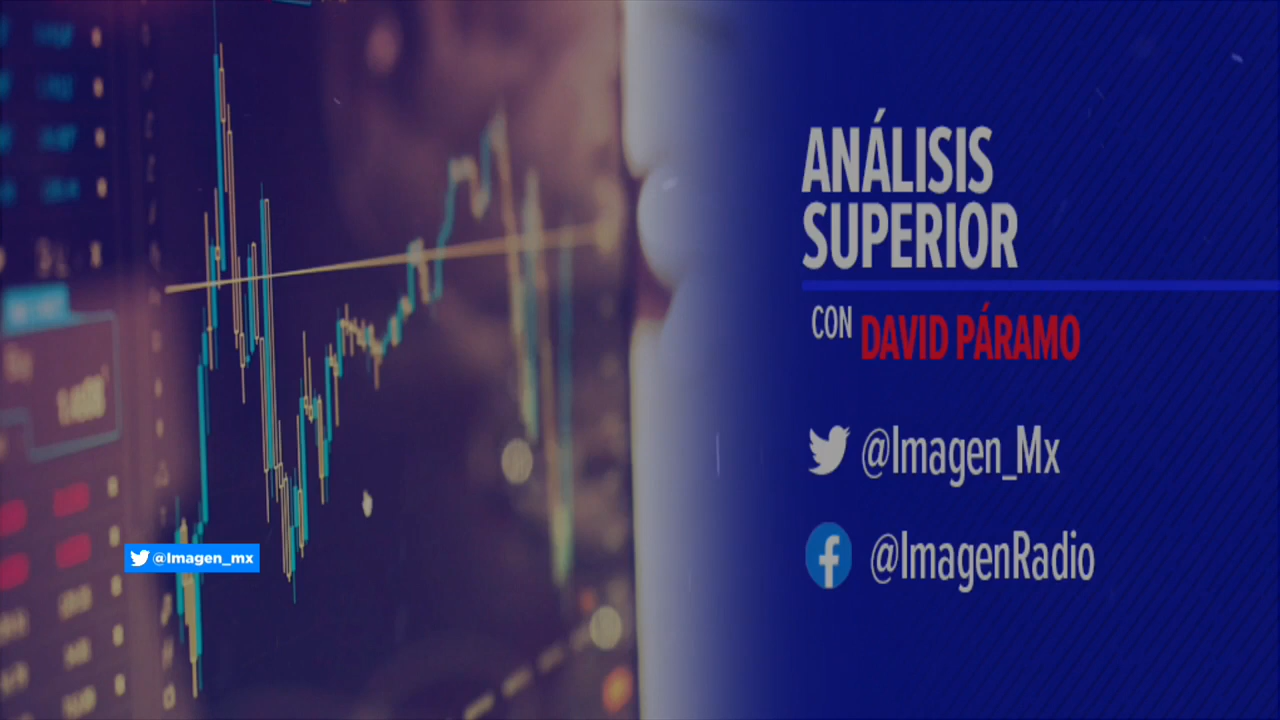 ANÁLISIS
SUPERIOR
CON DAVID PÁRAMO
@Imagen_Mx
@ImagenRadio
@Imagen_mx